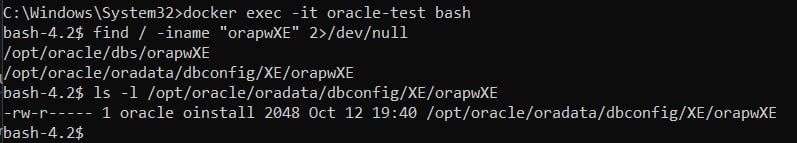 C:\Windows\System32>docker exec -it oracle-test bash
bash-4.2$ find / -iname "orapwXE" 2>/dev/null
/opt/oracle/dbs/orapwXE
/opt/oracle/oradata/dbconfig/XE/orapwXE
bash-4.2$ ls -l /opt/oracle/oradata/dbconfig/XE/orapwXE
-rw-r----- 1 oracle oinstall 2048 Oct 12 19:40 /opt/oracle/oradata/dbconfig/XE/orapwXE
bash-4.2$